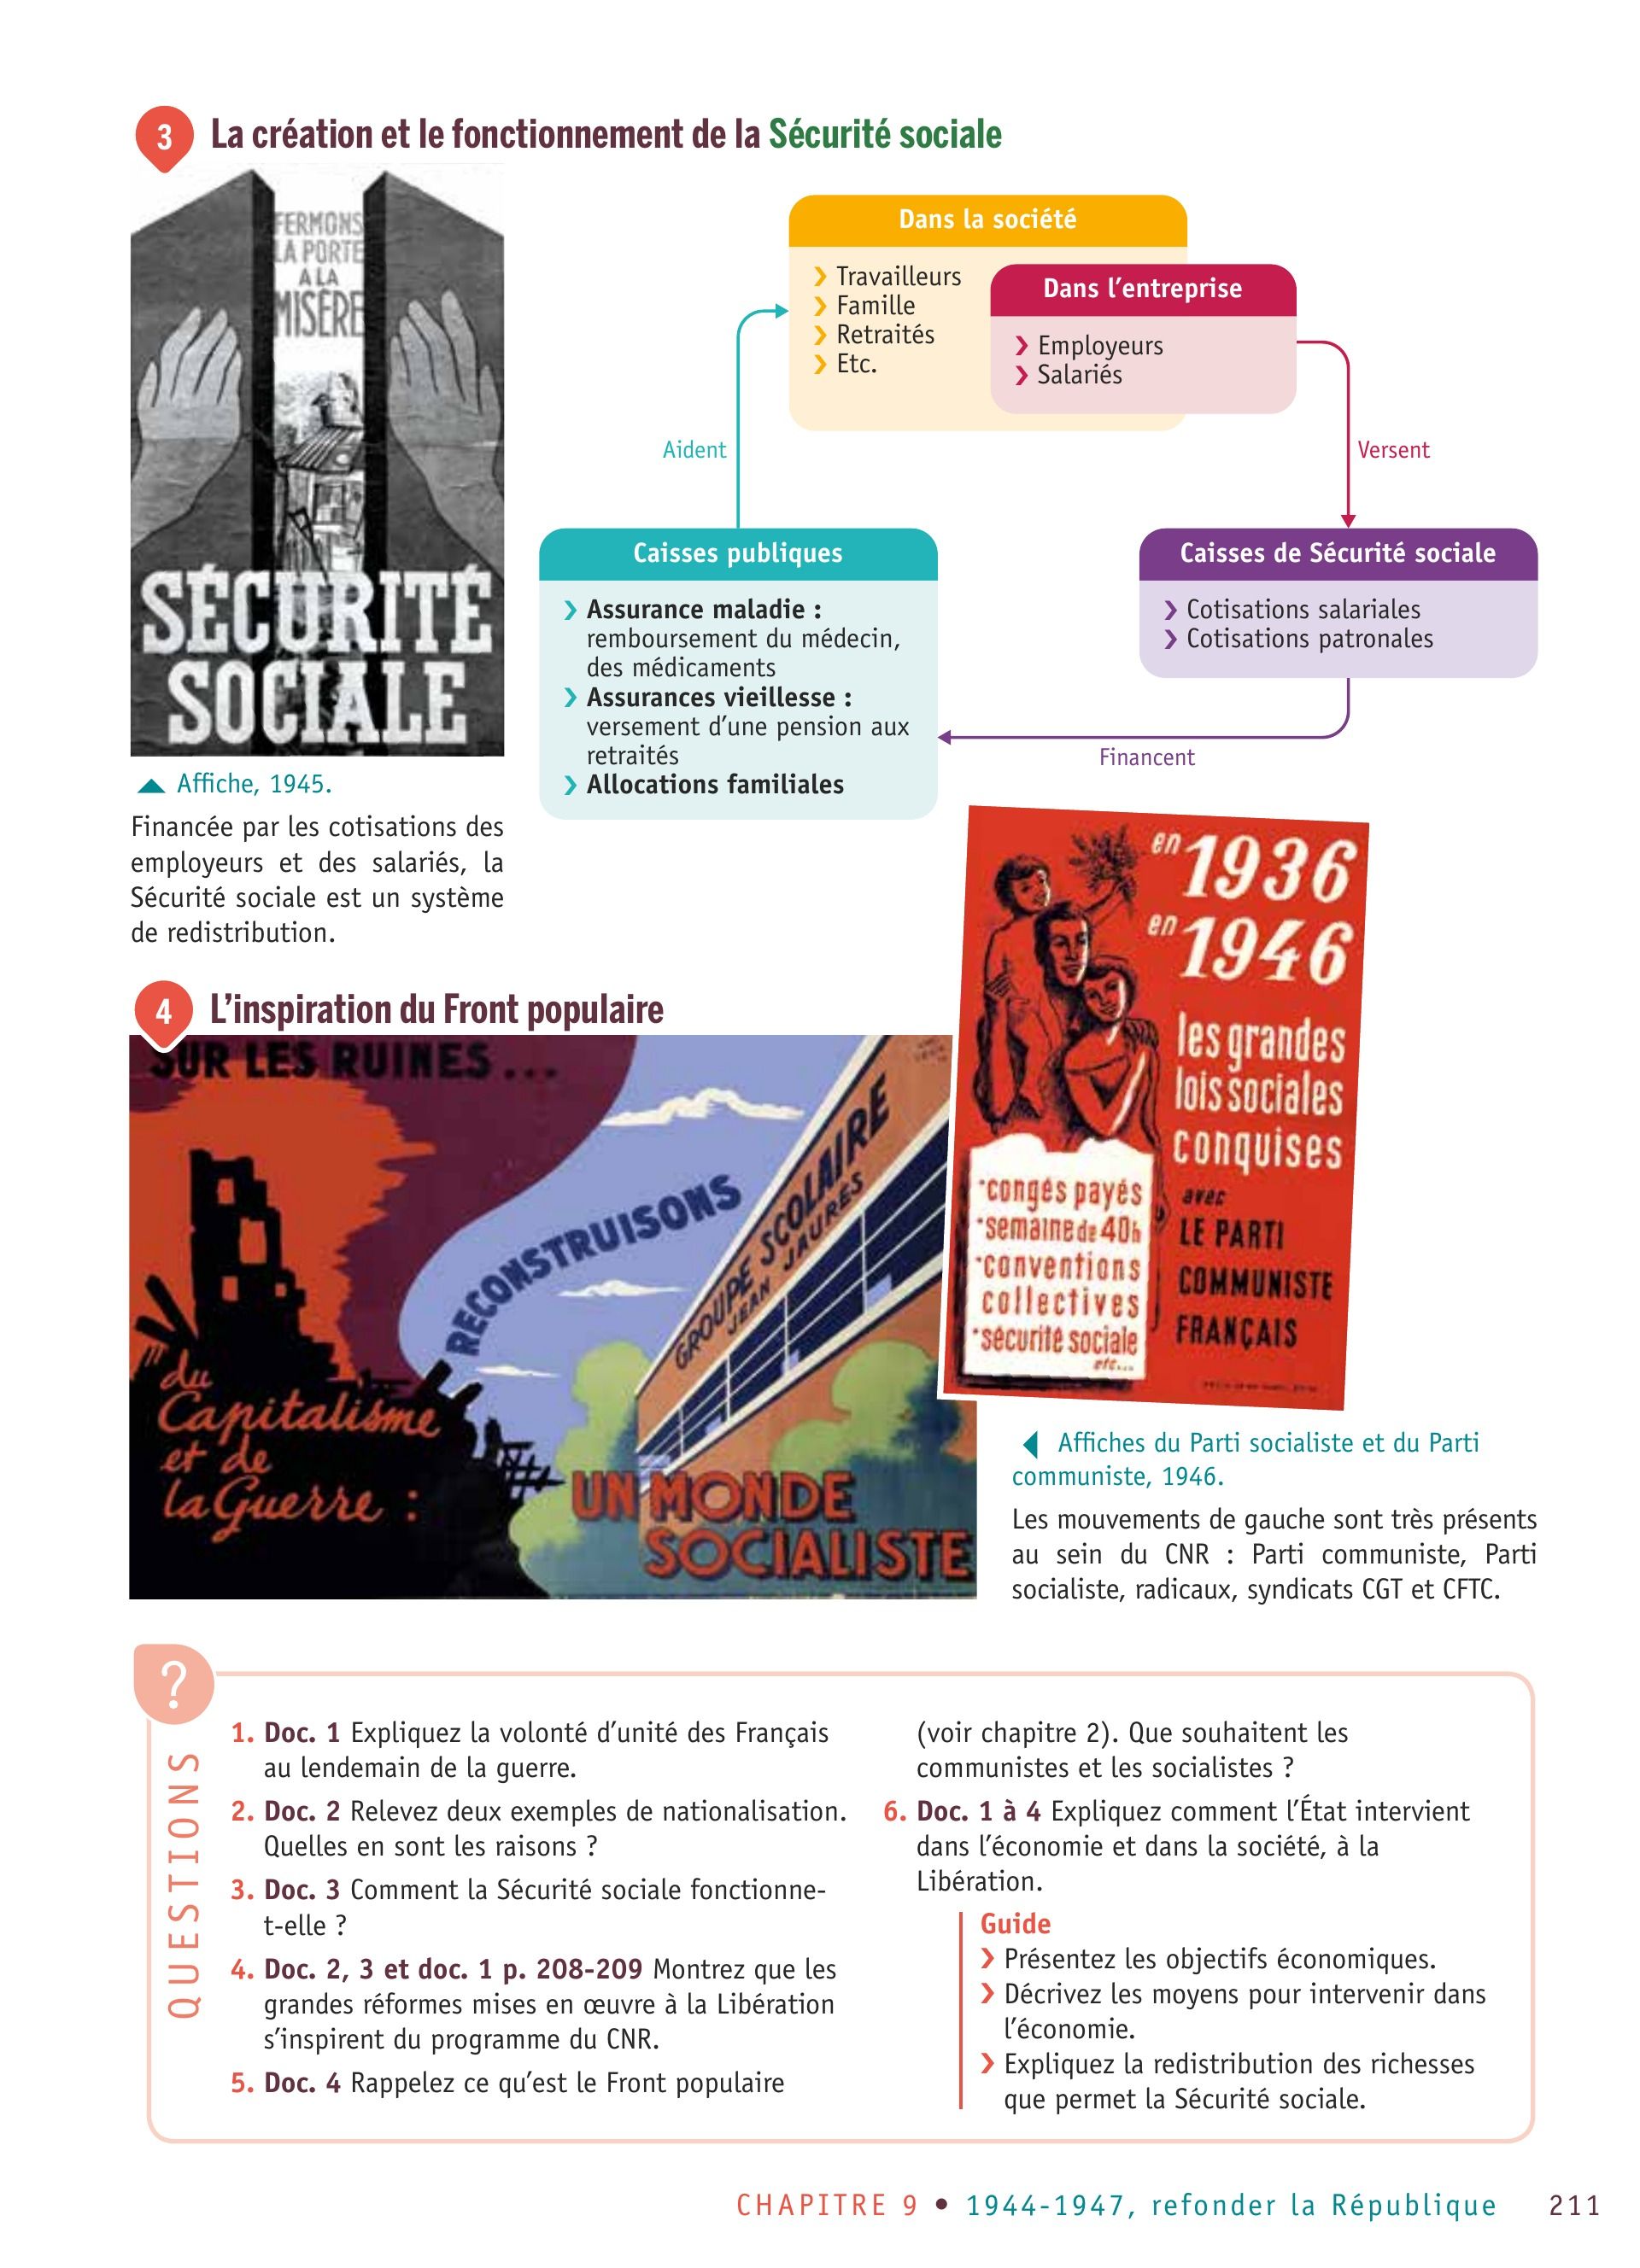 3
La création et le fonctionnement de la Sécurité sociale
FERMONS
LA PORTE
A LA
MISÈRE
SÉCURITÉ
SOCIALE
Affiche, 1945.
Financée par les cotisations des
employeurs et des salariés, la
Sécurité sociale est un système
de redistribution.
Dans la société
Travailleurs
Famille
Retraités
Etc.
Dans l'entreprise
Employeurs
Salariés
Aident
Versent
Caisses publiques
Assurance maladie :
remboursement du médecin,
des médicaments
Assurances vieillesse :
versement d'une pension aux
retraités
Allocations familiales
Caisses de Sécurité sociale
Cotisations salariales
Cotisations patronales
Financent
4
L'inspiration du Front populaire
SUR LES RUINES...
du
Capitalisme
et de
la Guerre :
RECONSTRUISONS
GROUPE SCOLAIRE
JEAN JAURÈS
UN MONDE
SOCIALISTE
en 1936
en 1946
les grandes
lois sociales
conquises
avec
LE PARTI
COMMUNISTE
FRANÇAIS
·congés payés
·semaine de 40h
·conventions
collectives
·sécurité sociale
etc...
Affiches du Parti socialiste et du Parti
communiste, 1946.
Les mouvements de gauche sont très présents
au sein du CNR : Parti communiste, Parti
socialiste, radicaux, syndicats CGT et CFTC.
?
QUESTIONS
1. Doc. 1 Expliquez la volonté d'unité des Français
au lendemain de la guerre.
2. Doc. 2 Relevez deux exemples de nationalisation.
Quelles en sont les raisons ?
3. Doc. 3 Comment la Sécurité sociale fonctionne-
t-elle ?
4. Doc. 2, 3 et doc. 1 p. 208-209 Montrez que les
grandes réformes mises en œuvre à la Libération
s'inspirent du programme du CNR.
5. Doc. 4 Rappelez ce qu'est le Front populaire
(voir chapitre 2). Que souhaitent les
communistes et les socialistes ?
6. Doc. 1 à 4 Expliquez comment l'État intervient
dans l'économie et dans la société, à la
Libération.
Guide
Présentez les objectifs économiques.
Décrivez les moyens pour intervenir dans
l'économie.
Expliquez la redistribution des richesses
que permet la Sécurité sociale.
CHAPITRE 9 • 1944-1947, refonder la République 211